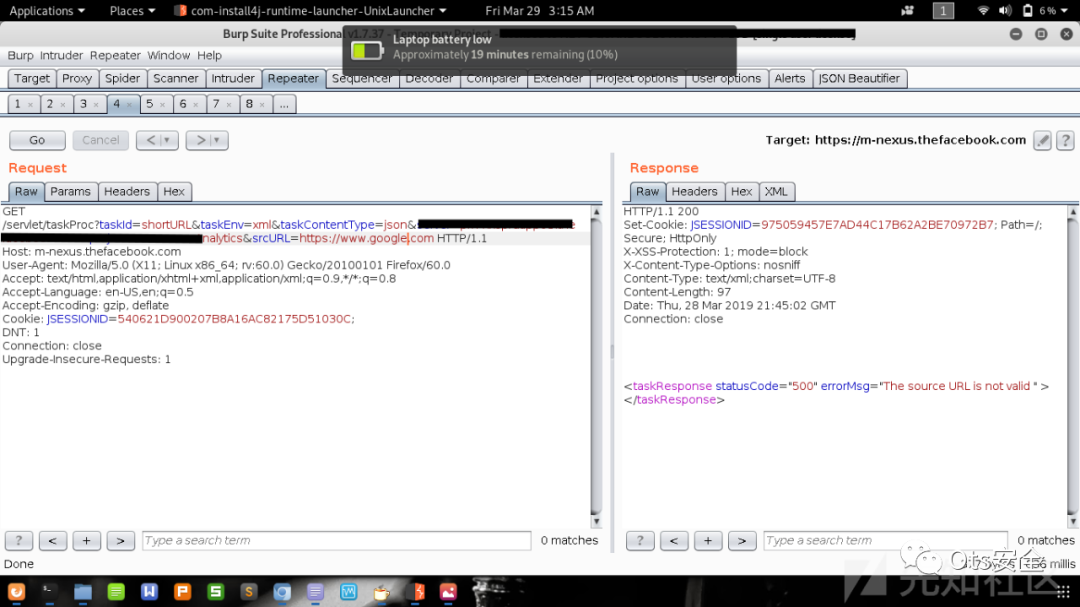 Applications Places com-install4j-runtime-launcher-UnixLauncher Fri Mar 29 3:15 AM 1 6%
Burp Suite Professional v1.7.37 - Temporary Project -
Laptop battery low
Approximately 19 minutes remaining (10%)
Burp Intruder Repeater Window Help
Target Proxy Spider Scanner Intruder Repeater Sequencer Decoder Comparer Extender Project options User options Alerts JSON Beautifier
1 × 2 × 3 × 4 × 5 × 6 × 7 × 8 × ...
Go Cancel < > Target: https://m-nexus.thefacebook.com ?
Request
Raw Params Headers Hex
GET
/servlet/taskProc?taskId=shortURL&taskEnv=xml&taskContentType=json&
nalytics&srcURL=https://www.google.com HTTP/1.1
Host: m-nexus.thefacebook.com
User-Agent: Mozilla/5.0 (X11; Linux x86_64; rv:60.0) Gecko/20100101 Firefox/60.0
Accept: text/html,application/xhtml+xml,application/xml;q=0.9,*/*;q=0.8
Accept-Language: en-US,en;q=0.5
Accept-Encoding: gzip, deflate
Cookie: JSESSIONID=540621D900207B8A16AC82175D51030C;
DNT: 1
Connection: close
Upgrade-Insecure-Requests: 1
? < + > Type a search term 0 matches
Response
Raw Headers Hex XML
HTTP/1.1 200
Set-Cookie: JSESSIONID=975059457E7AD44C17B62A2BE70972B7; Path=/;
Secure; HttpOnly
X-XSS-Protection: 1; mode=block
X-Content-Type-Options: nosniff
Content-Type: text/xml;charset=UTF-8
Content-Length: 97
Date: Thu, 28 Mar 2019 21:45:02 GMT
Connection: close
<taskResponse statusCode="500" errorMsg="The source URL is not valid " >
</taskResponse>
? < + > Type a search term 0 matches
Done
millis
Ots安全
先知社区